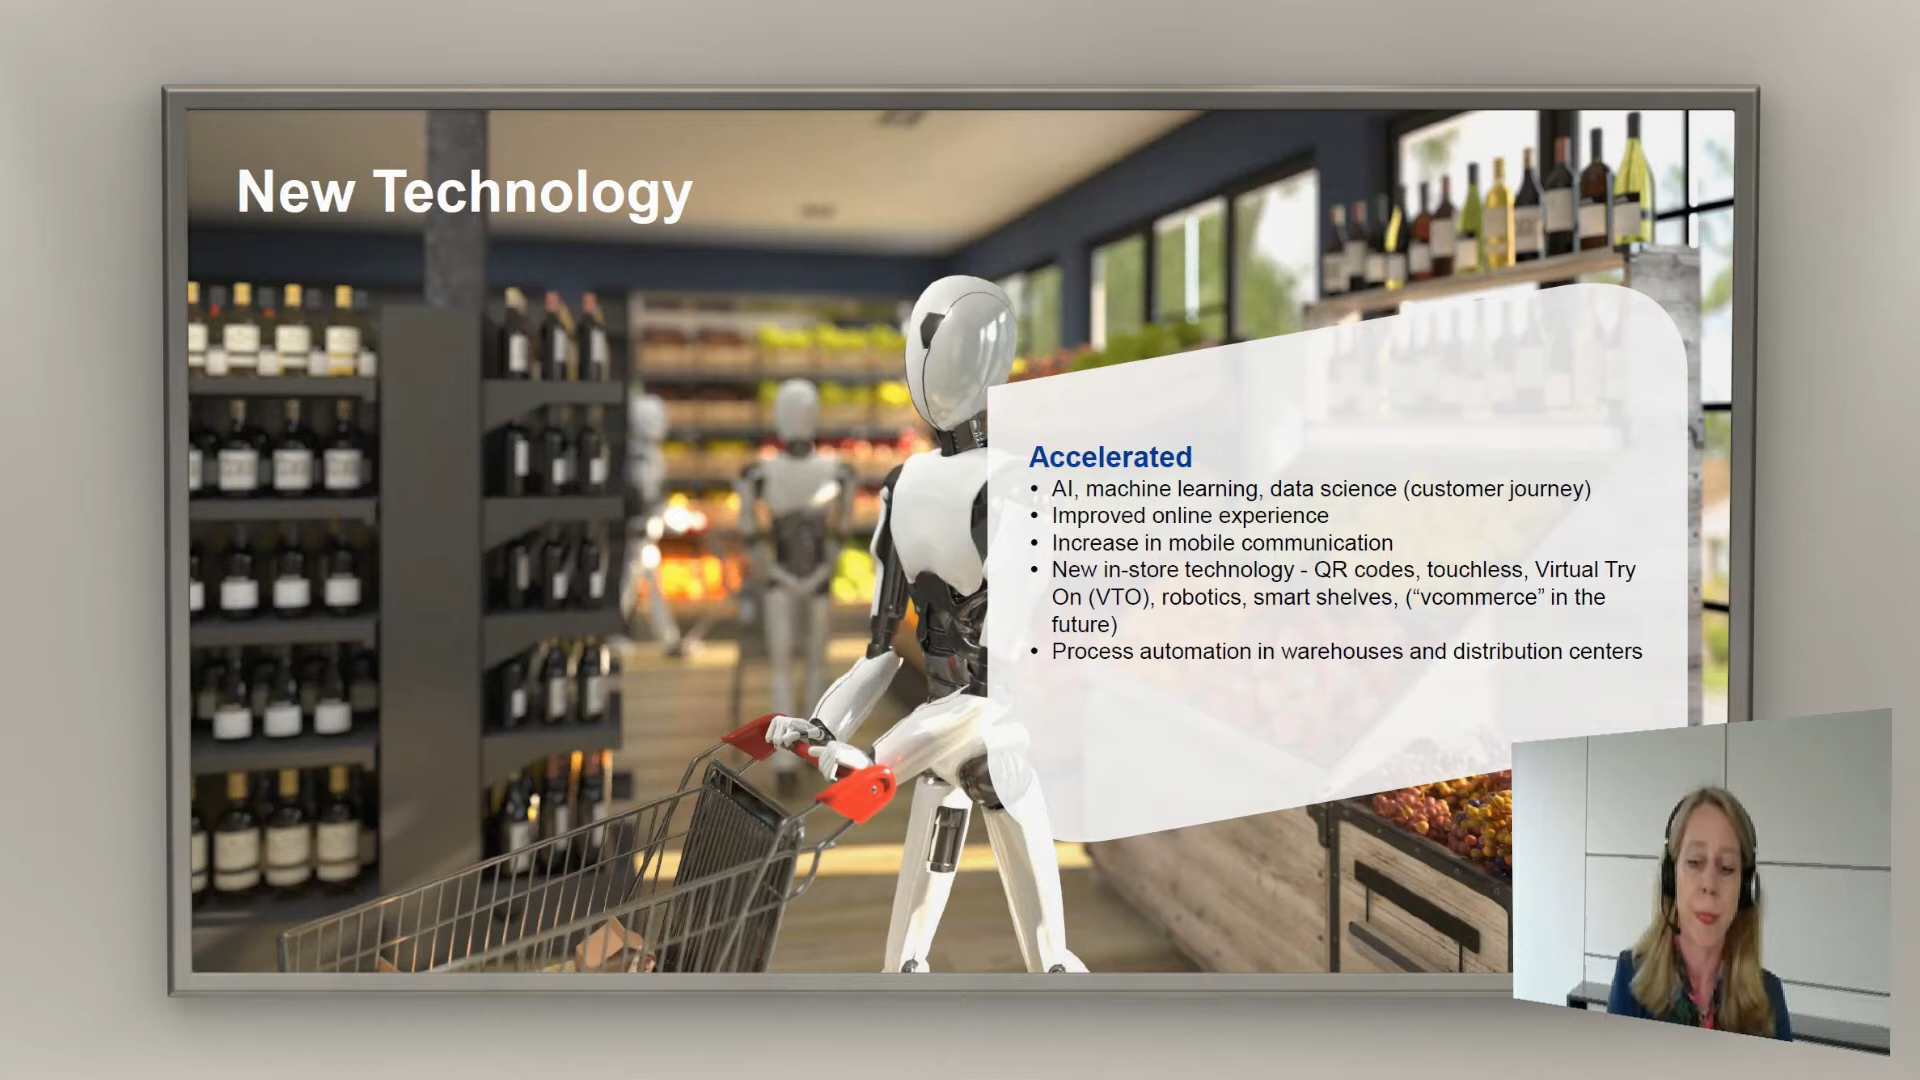 New Technology
Accelerated
• AI, machine learning, data science (customer journey)
• Improved online experience
• Increase in mobile communication
• New in-store technology - QR codes, touchless, Virtual Try
On (VTO), robotics, smart shelves, (“vcommerce” in the
future)
• Process automation in warehouses and distribution centers